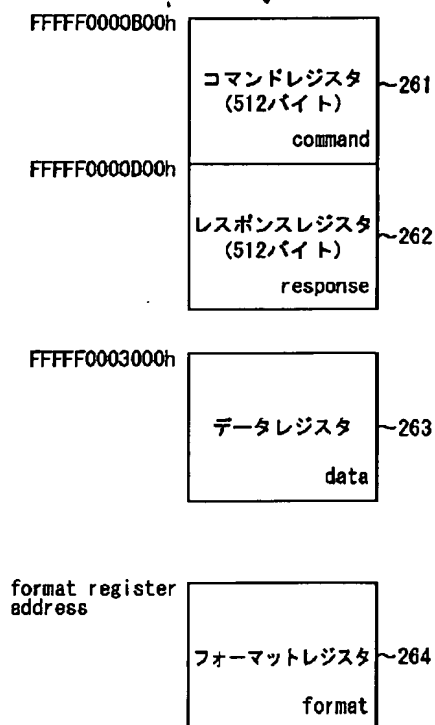 FFFFF0000B00h
コマンドレジスタ
(512バイト)
command
~261
FFFFF0000D00h
レスポンスレジスタ
(512バイト)
response
~262
FFFFF0003000h
データレジスタ
data
~263
format register
address
フォーマットレジスタ
format
~264